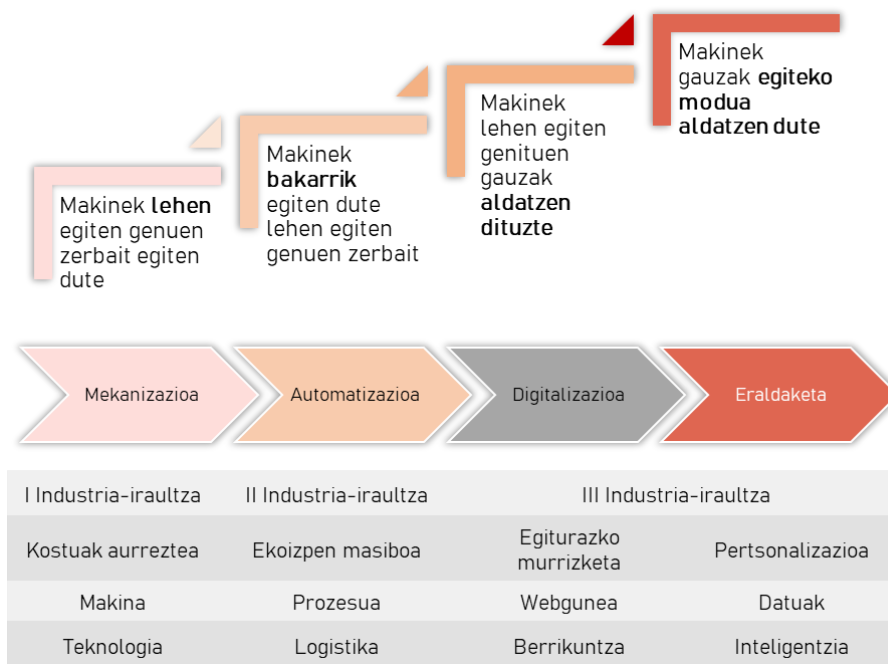 Makinek lehen
egiten genuen
zerbait egiten
dute
Makinek
bakarrik
egiten dute
lehen egiten
genuen zerbait
Makinek
lehen egiten
genituen
gauzak
aldatzen
dituzte
Makinek
gauzak egiteko
modua
aldatzen dute
Mekanizazioa
Automatizazioa
Digitalizazioa
Eraldaketa
I Industria-iraultza
II Industria-iraultza
III Industria-iraultza
Kostuak aurreztea
Ekoizpen masiboa
Egiturazko
murrizketa
Pertsonalizazioa
Makina
Prozesua
Webgunea
Datuak
Teknologia
Logistika
Berrikuntza
Inteligentzia